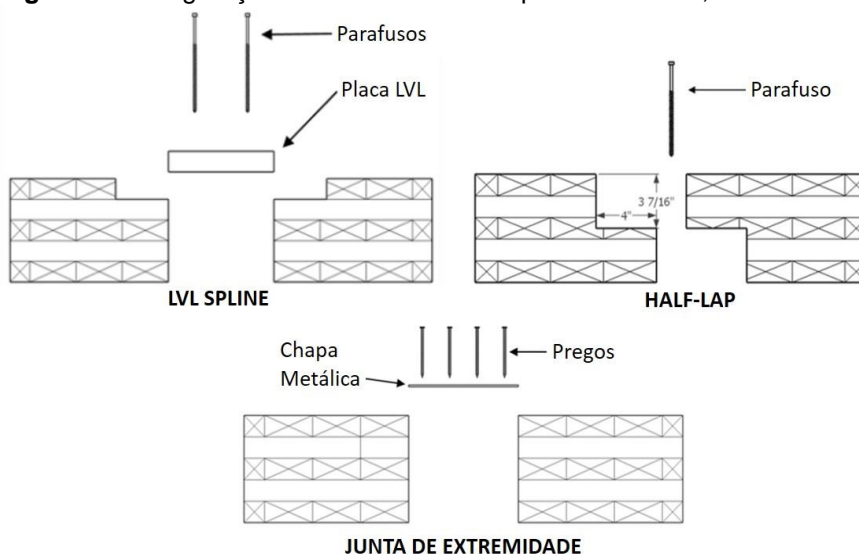 Parafusos
Placa LVL
Parafuso
3 7/16"
4"
LVL SPLINE
HALF-LAP
Chapa
Metálica
Pregos
JUNTA DE EXTREMIDADE